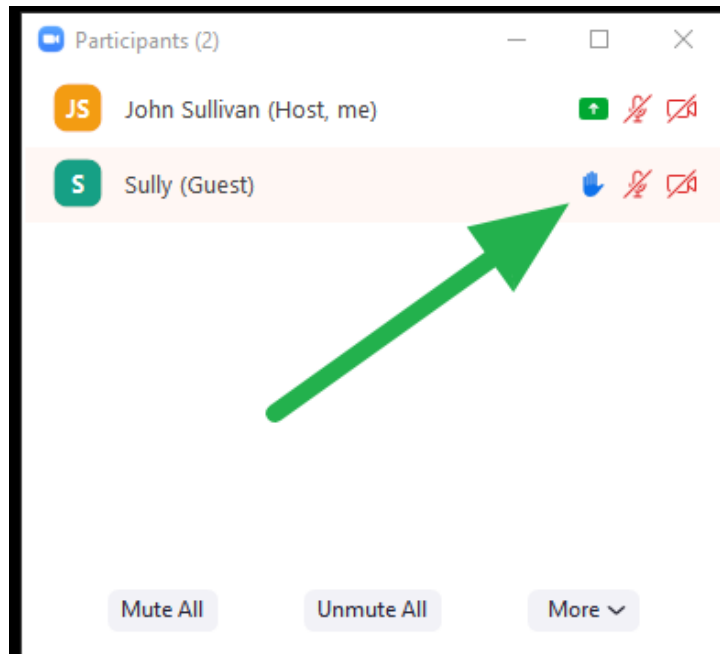 Participants (2)
JS John Sullivan (Host, me)
S Sully (Guest)
Mute All Unmute All More